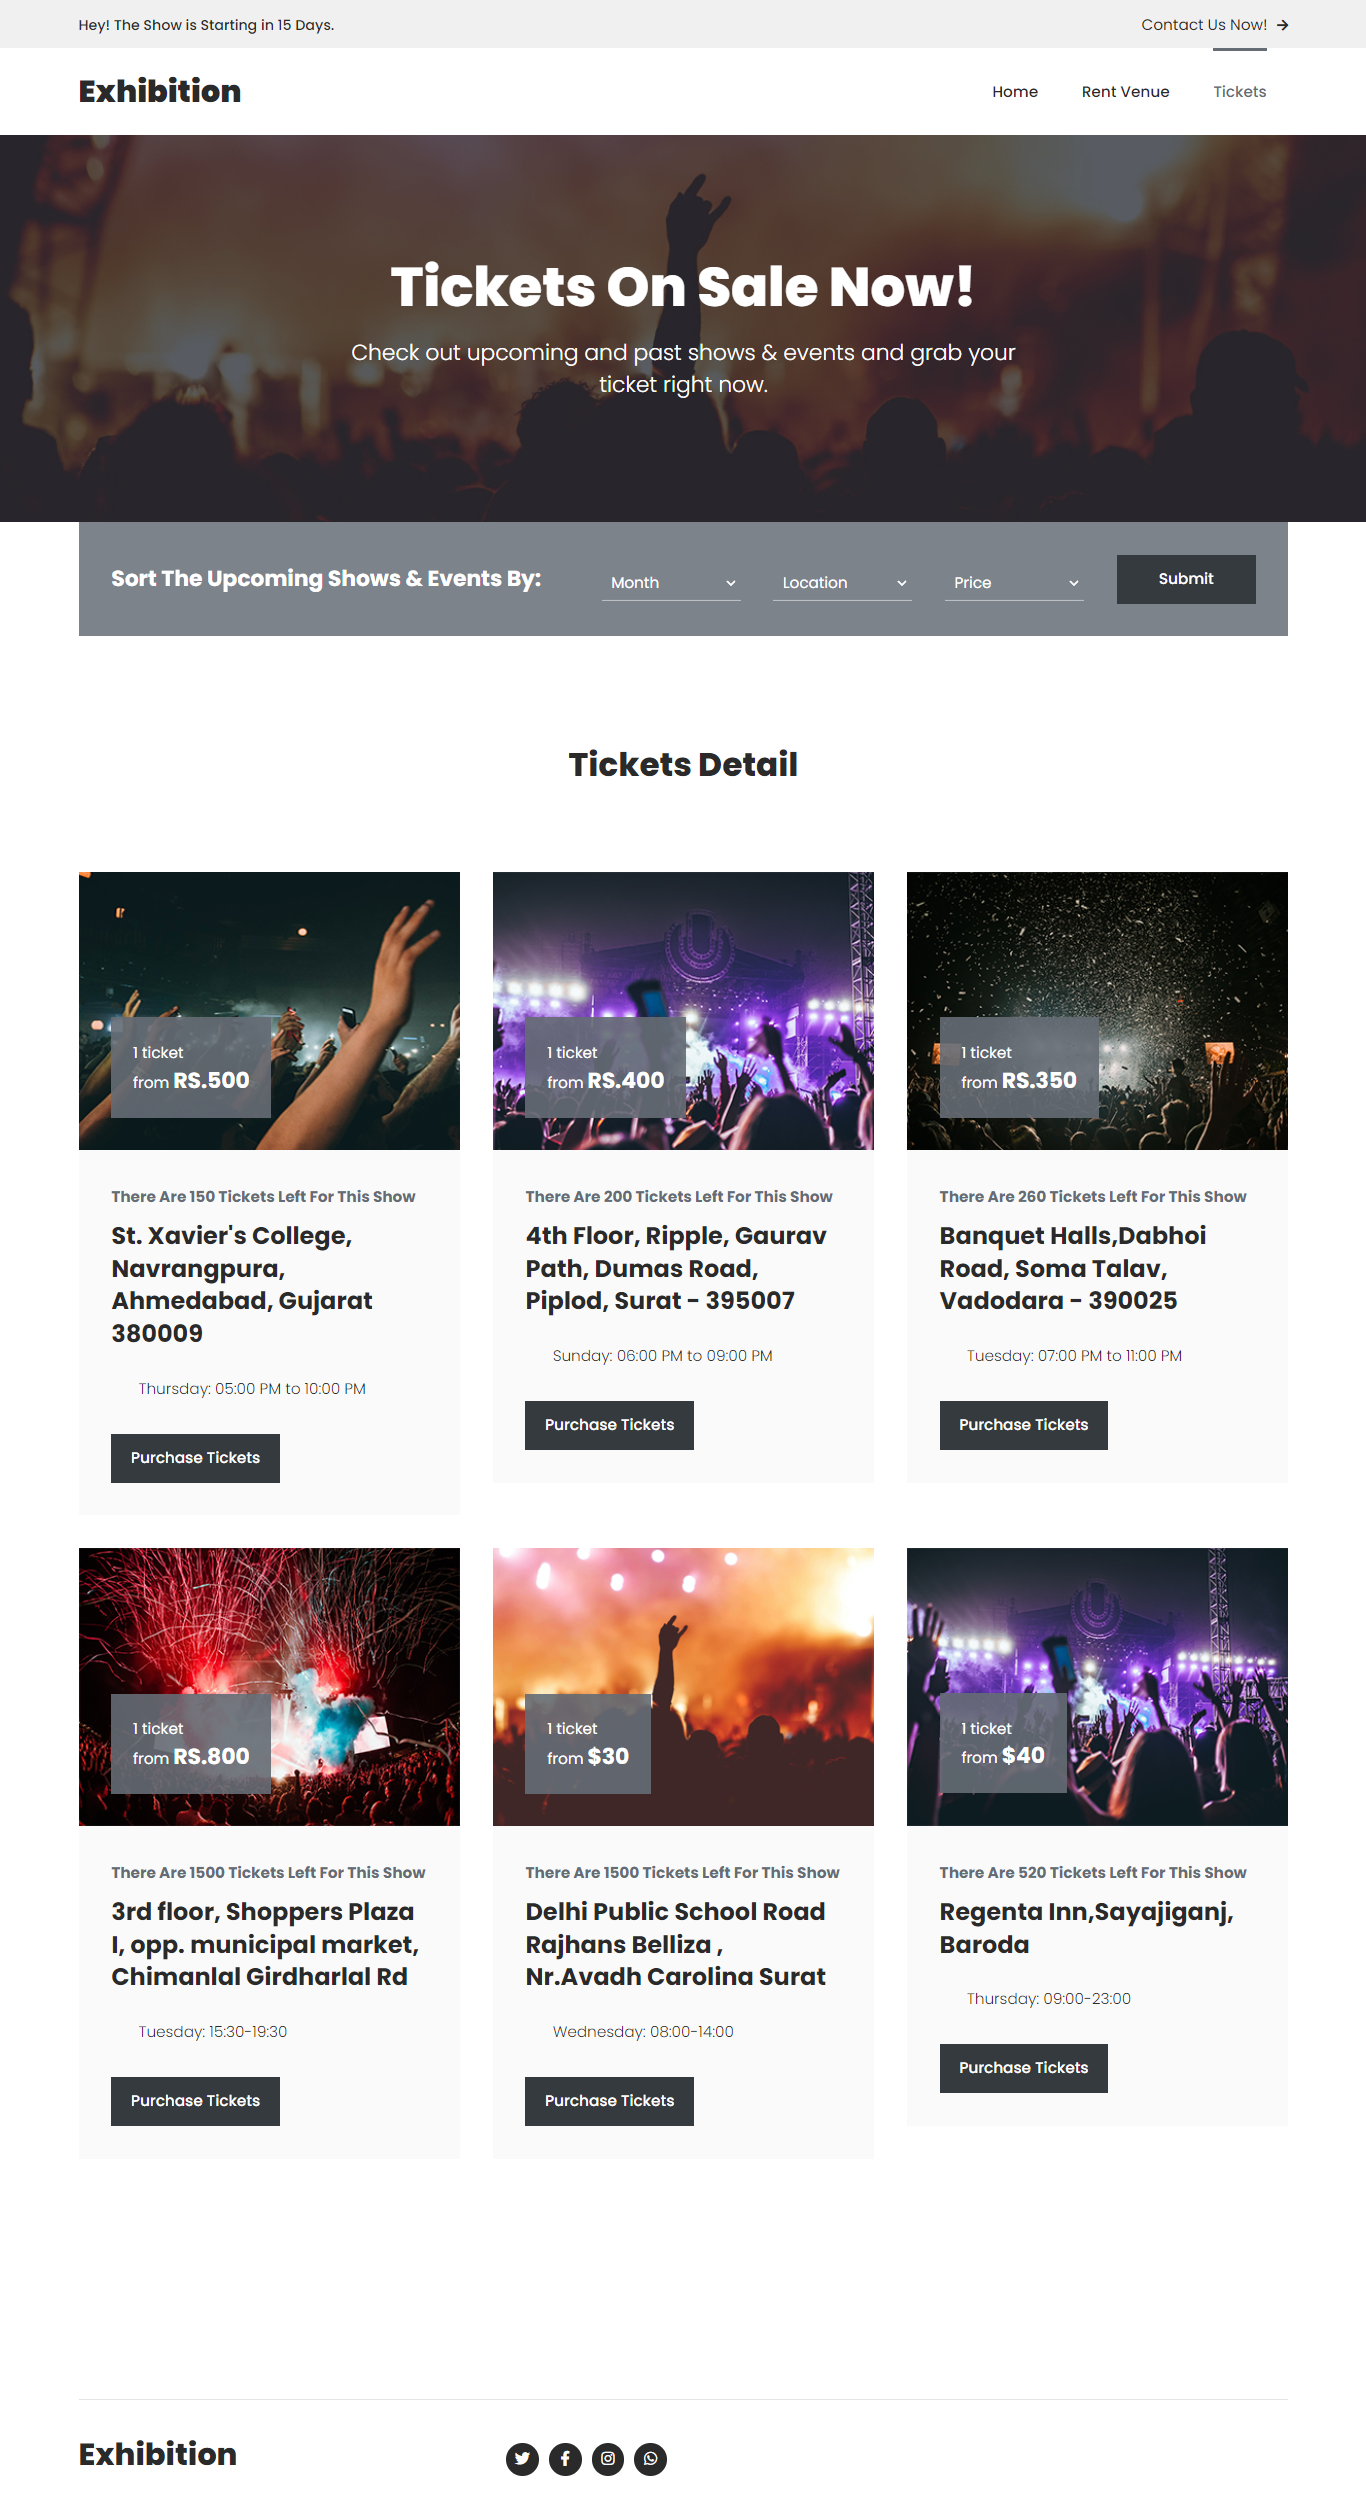 Hey! The Show is Starting in 15 Days.
Contact Us Now!
Exhibition
Home
Rent Venue
Tickets
Tickets On Sale Now!
Check out upcoming and past shows & events and grab your
ticket right now.
Sort The Upcoming Shows & Events By:
Month
Location
Price
Submit
Tickets Detail
1 ticket
from RS.500
There Are 150 Tickets Left For This Show
St. Xavier's College,
Navrangpura,
Ahmedabad, Gujarat
380009
Thursday: 05:00 PM to 10:00 PM
Purchase Tickets
1 ticket
from RS.400
There Are 200 Tickets Left For This Show
4th Floor, Ripple, Gaurav
Path, Dumas Road,
Piplod, Surat - 395007
Sunday: 06:00 PM to 09:00 PM
Purchase Tickets
1 ticket
from RS.350
There Are 260 Tickets Left For This Show
Banquet Halls,Dabhoi
Road, Soma Talav,
Vadodara - 390025
Tuesday: 07:00 PM to 11:00 PM
Purchase Tickets
1 ticket
from RS.800
There Are 1500 Tickets Left For This Show
3rd floor, Shoppers Plaza
I, opp. municipal market,
Chimanlal Girdharlal Rd
Tuesday: 15:30-19:30
Purchase Tickets
1 ticket
from $30
There Are 1500 Tickets Left For This Show
Delhi Public School Road
Rajhans Belliza ,
Nr.Avadh Carolina Surat
Wednesday: 08:00-14:00
Purchase Tickets
1 ticket
from $40
There Are 520 Tickets Left For This Show
Regenta Inn,Sayajiganj,
Baroda
Thursday: 09:00-23:00
Purchase Tickets
Exhibition